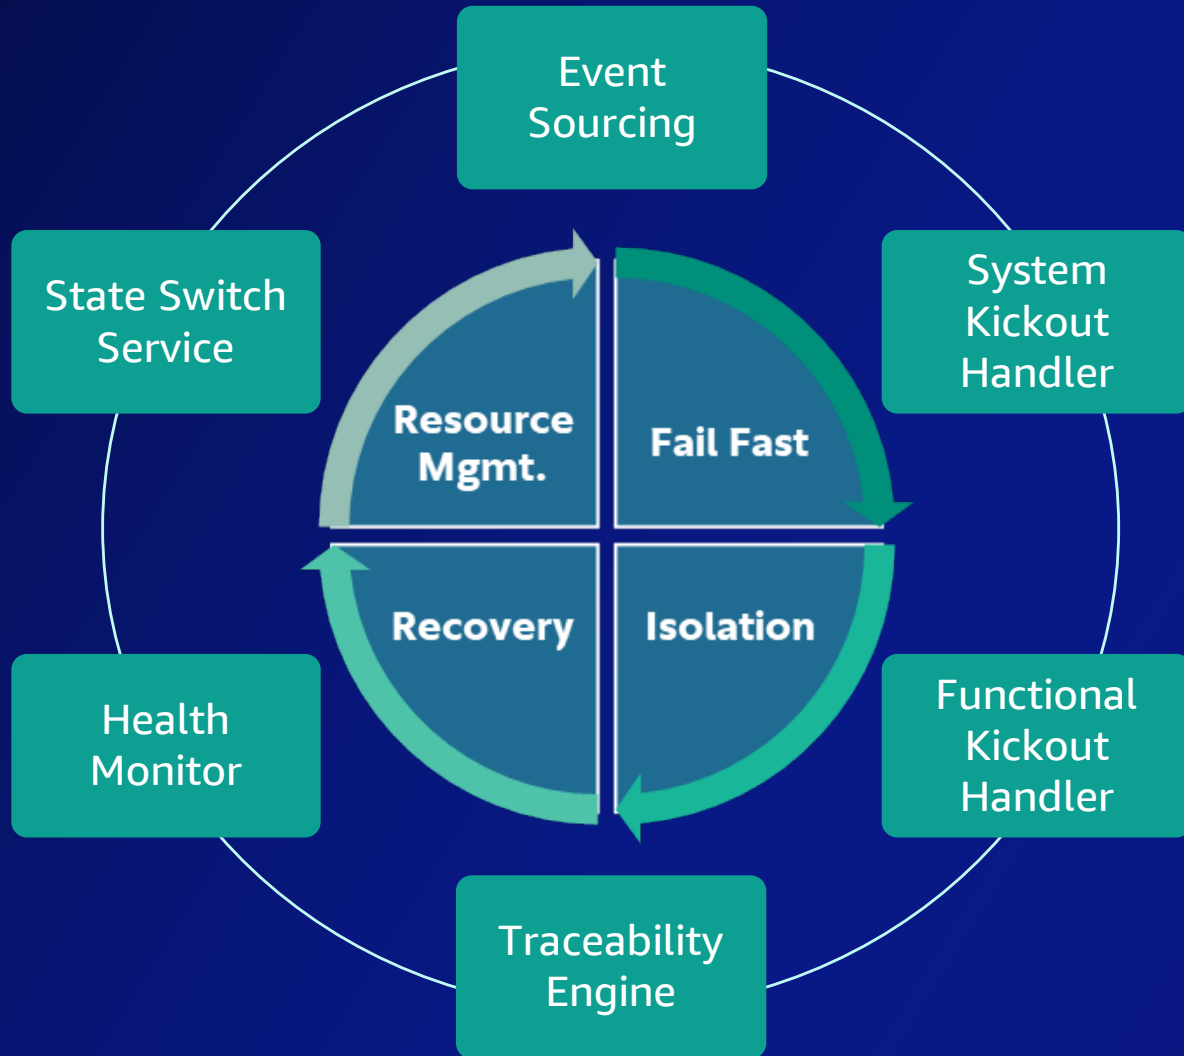 Event
Sourcing
State Switch
Service
System
Kickout
Handler
Resource
Mgmt.
Fail Fast
Recovery
Isolation
Health
Monitor
Functional
Kickout
Handler
Traceability
Engine